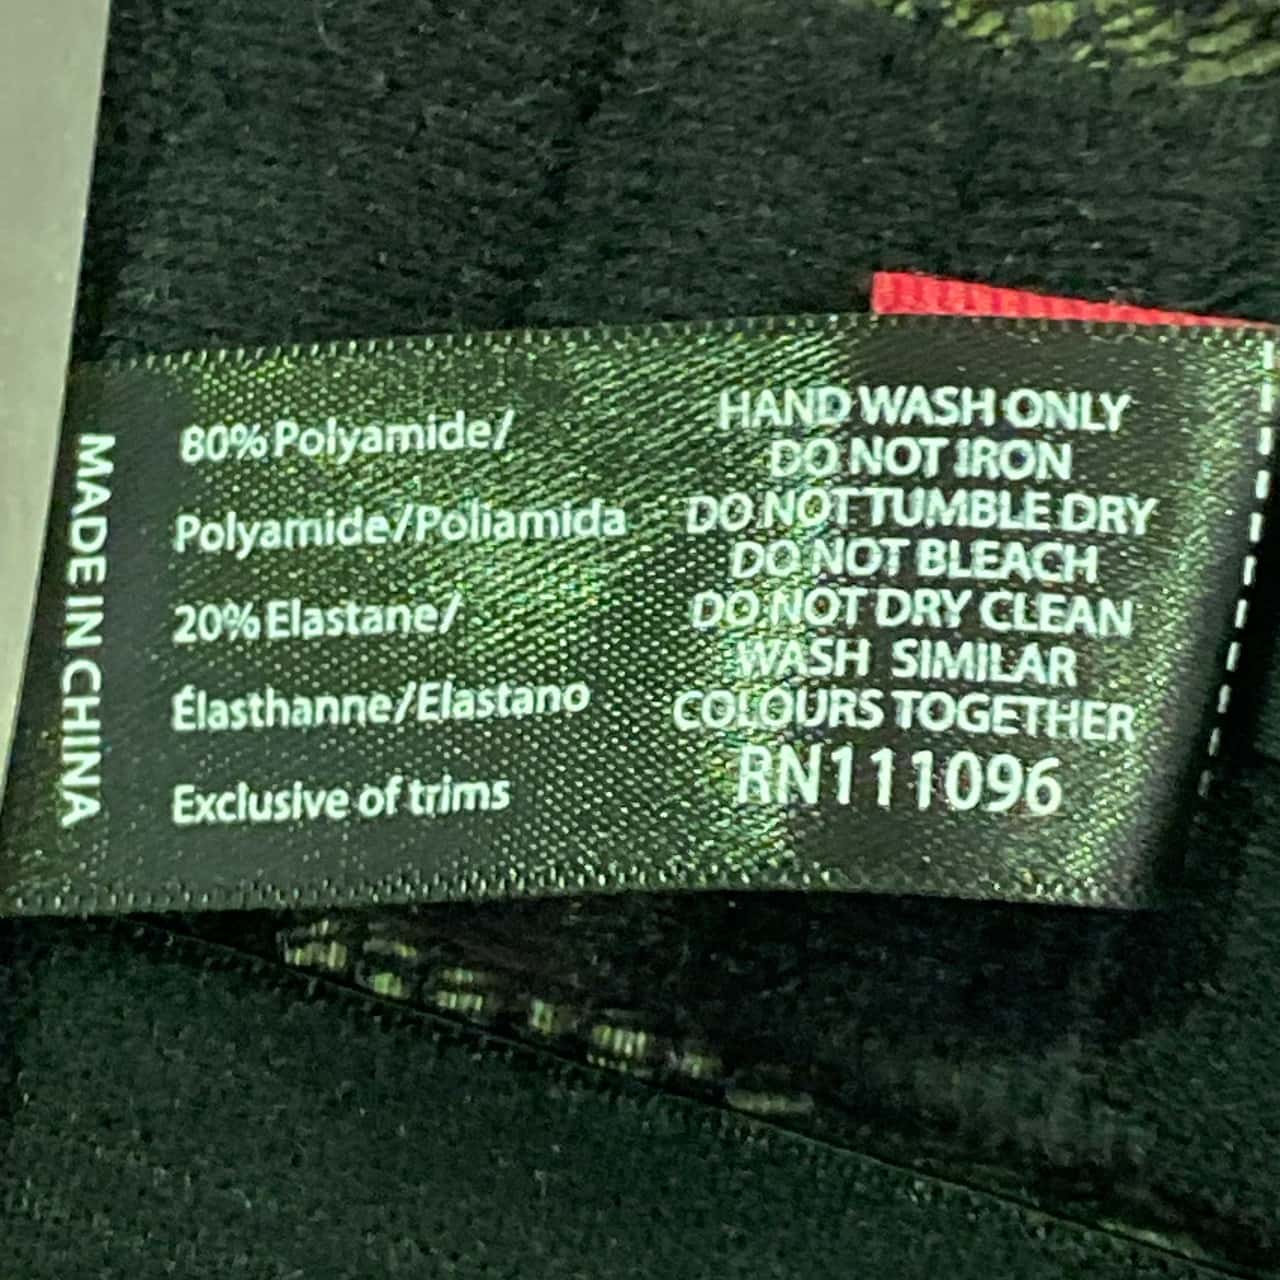 MADE IN CHINA
80% Polyamide/
Polyamide/Poliamida
20% Elastane/
Élasthanne/Elastano
Exclusive of trims
HAND WASH ONLY
DO NOT IRON
DO NOT TUMBLE DRY
DO NOT BLEACH
DO NOT DRY CLEAN
WASH SIMILAR
COLOURS TOGETHER
RN111096